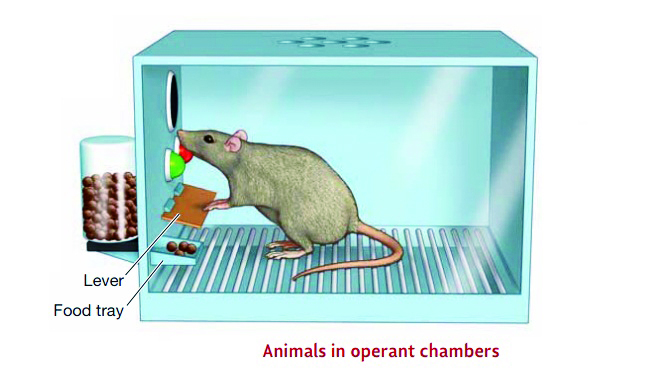 Lever
Food tray
Animals in operant chambers